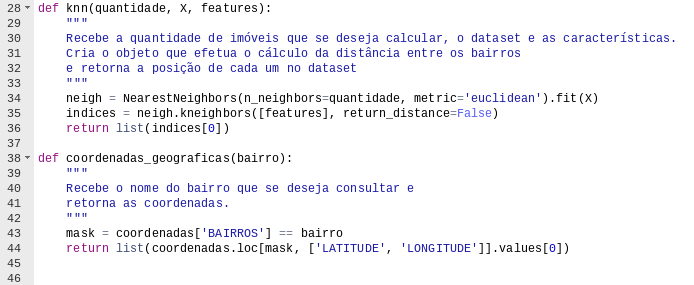 28 def knn(quantidade, X, features):
29     """
30     Recebe a quantidade de imóveis que se deseja calcular, o dataset e as características.
31     Cria o objeto que efetua o cálculo da distância entre os bairros
32     e retorna a posição de cada um no dataset
33     """
34     neigh = NearestNeighbors(n_neighbors=quantidade, metric='euclidean').fit(X)
35     indices = neigh.kneighbors([features], return_distance=False)
36     return list(indices[0])
37
38 def coordenadas_geograficas(bairro):
39     """
40     Recebe o nome do bairro que se deseja consultar e
41     retorna as coordenadas.
42     """
43     mask = coordenadas['BAIRROS'] == bairro
44     return list(coordenadas.loc[mask, ['LATITUDE', 'LONGITUDE']].values[0])
45
46